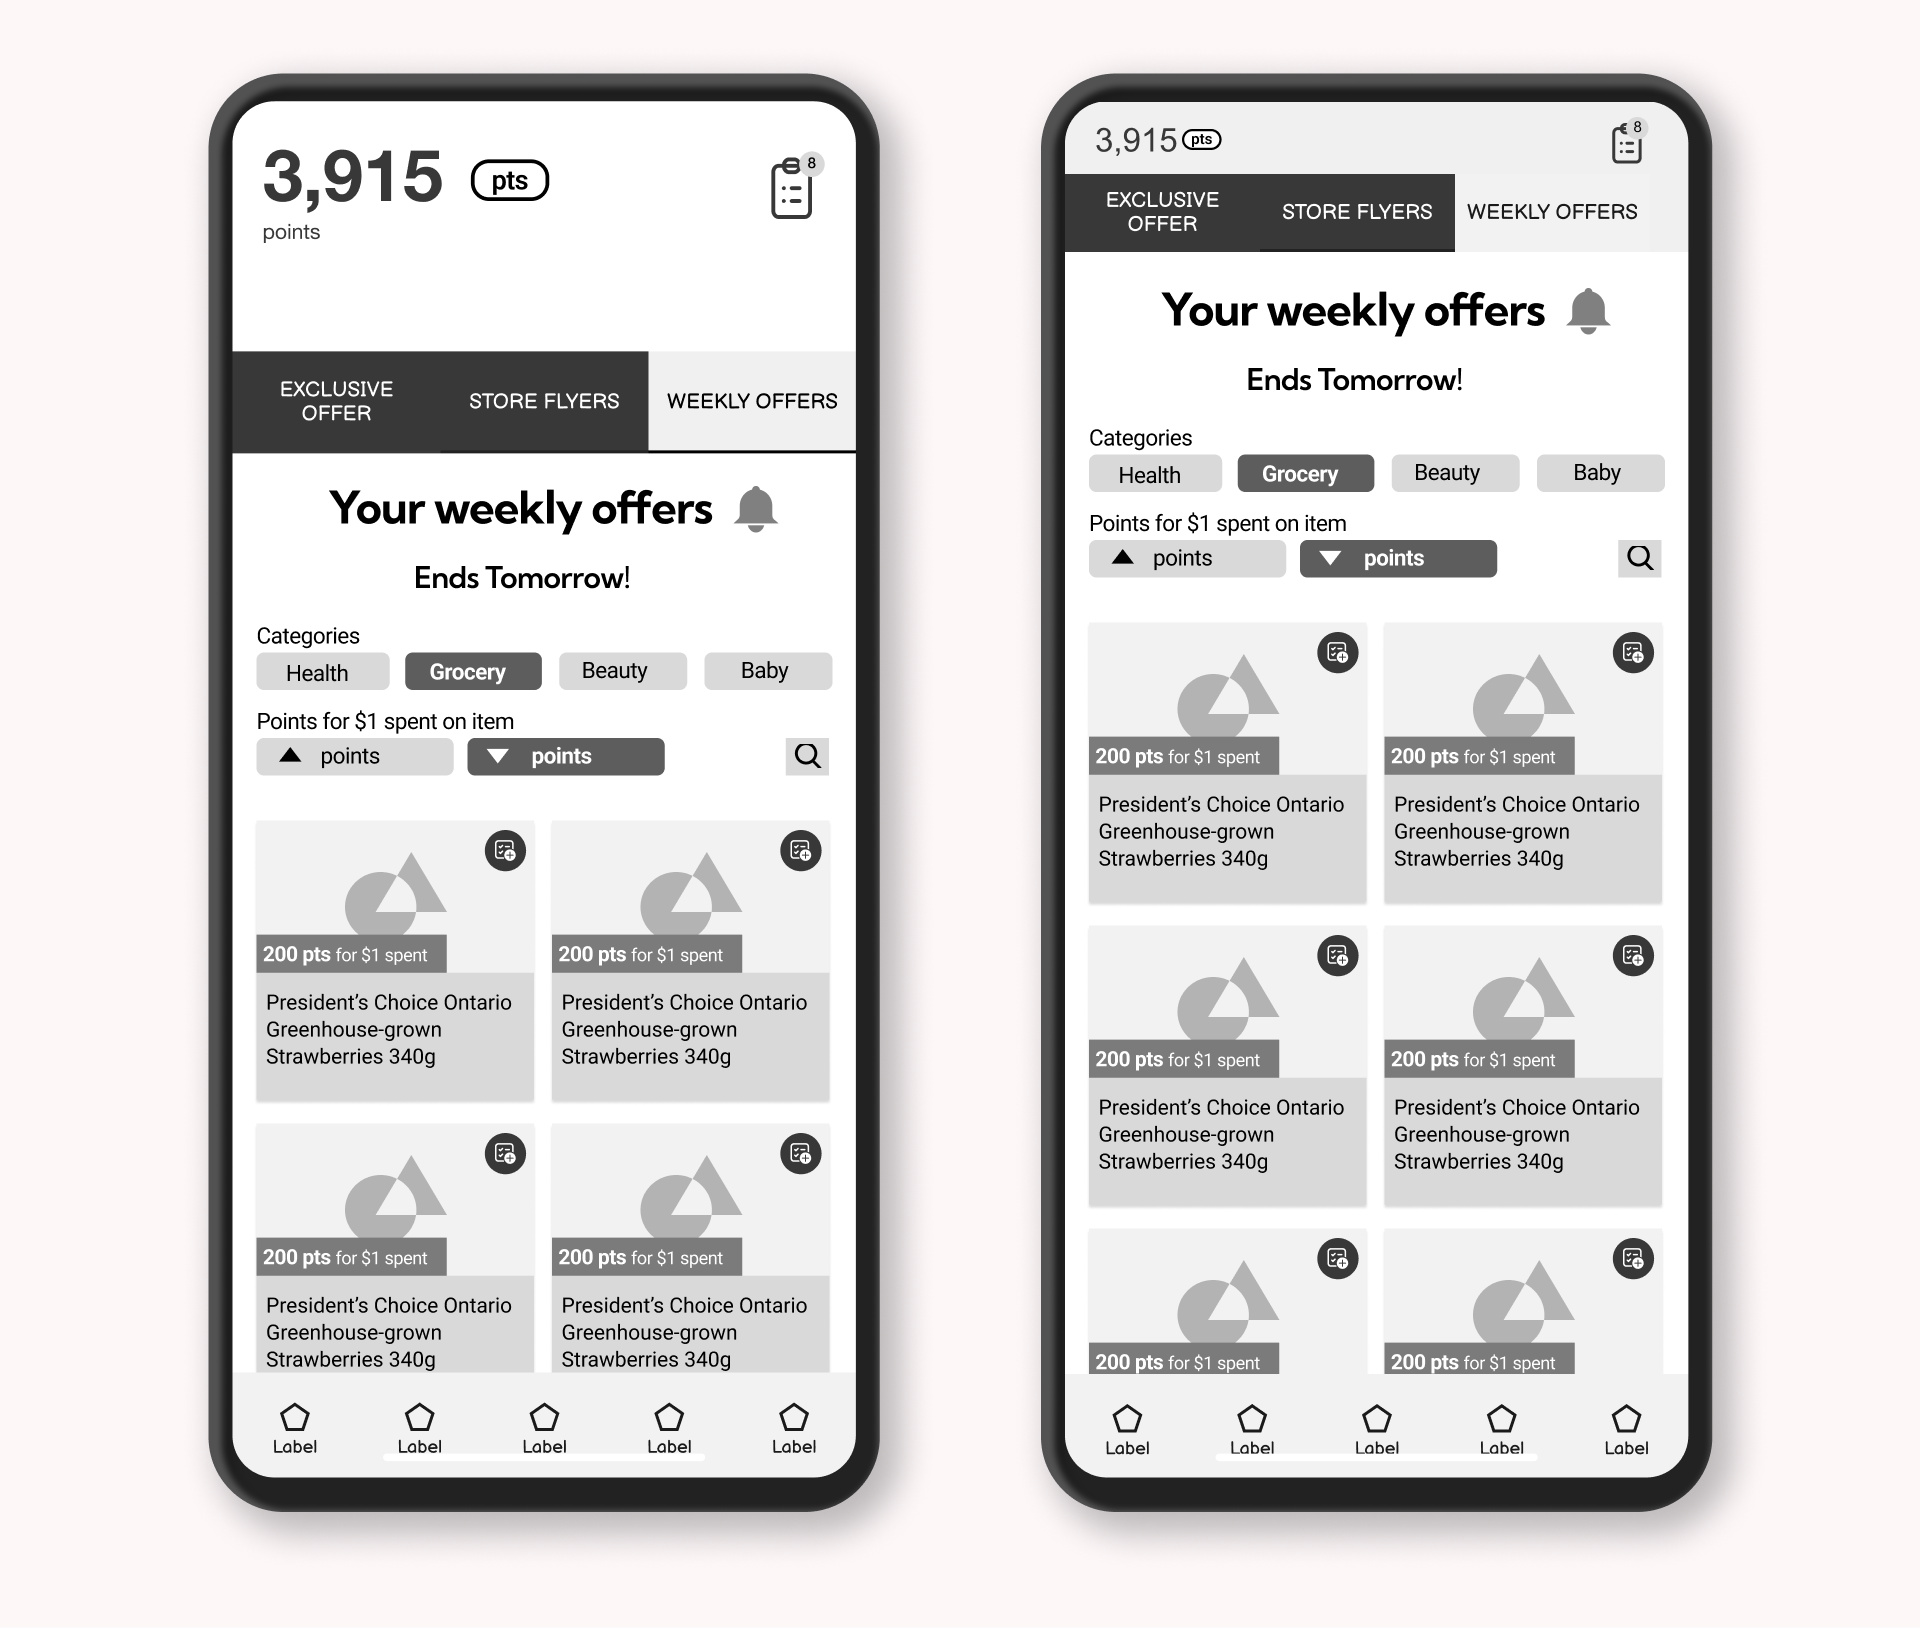 3,915 pts
8
points
EXCLUSIVE
OFFER
STORE FLYERS
WEEKLY OFFERS
Your weekly offers
Ends Tomorrow!
Categories
Health Grocery Beauty Baby
Points for $1 spent on item
points points
200 pts for $1 spent
President’s Choice Ontario
Greenhouse-grown
Strawberries 340g
200 pts for $1 spent
President’s Choice Ontario
Greenhouse-grown
Strawberries 340g
200 pts for $1 spent
President’s Choice Ontario
Greenhouse-grown
Strawberries 340g
200 pts for $1 spent
President’s Choice Ontario
Greenhouse-grown
Strawberries 340g
Label Label Label Label Label
3,915 pts
8
EXCLUSIVE
OFFER
STORE FLYERS
WEEKLY OFFERS
Your weekly offers
Ends Tomorrow!
Categories
Health Grocery Beauty Baby
Points for $1 spent on item
points points
200 pts for $1 spent
President’s Choice Ontario
Greenhouse-grown
Strawberries 340g
200 pts for $1 spent
President’s Choice Ontario
Greenhouse-grown
Strawberries 340g
200 pts for $1 spent
President’s Choice Ontario
Greenhouse-grown
Strawberries 340g
200 pts for $1 spent
President’s Choice Ontario
Greenhouse-grown
Strawberries 340g
200 pts for $1 spent
200 pts for $1 spent
Label Label Label Label Label